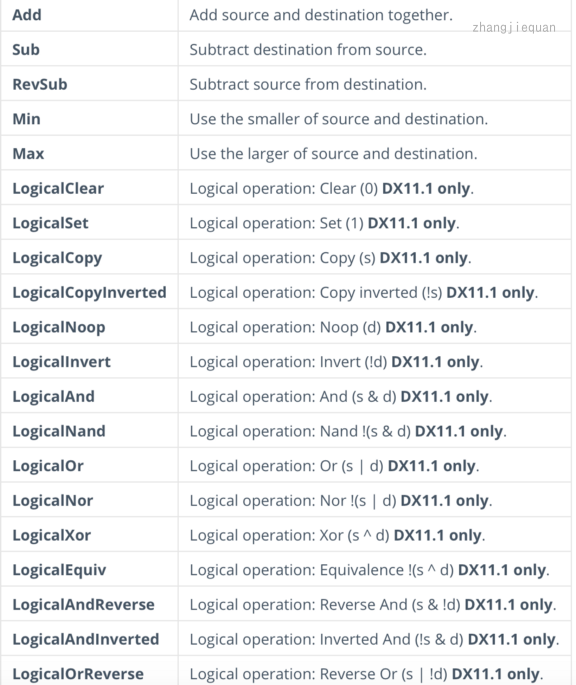 Add Add source and destination together.
zhangjiequan
Sub Subtract destination from source.
RevSub Subtract source from destination.
Min Use the smaller of source and destination.
Max Use the larger of source and destination.
LogicalClear Logical operation: Clear (0) DX11.1 only.
LogicalSet Logical operation: Set (1) DX11.1 only.
LogicalCopy Logical operation: Copy (s) DX11.1 only.
LogicalCopyInverted Logical operation: Copy inverted (!s) DX11.1 only.
LogicalNoop Logical operation: Noop (d) DX11.1 only.
LogicalInvert Logical operation: Invert (!d) DX11.1 only.
LogicalAnd Logical operation: And (s & d) DX11.1 only.
LogicalNand Logical operation: Nand !(s & d) DX11.1 only.
LogicalOr Logical operation: Or (s | d) DX11.1 only.
LogicalNor Logical operation: Nor !(s | d) DX11.1 only.
LogicalXor Logical operation: Xor (s ^ d) DX11.1 only.
LogicalEquiv Logical operation: Equivalence !(s ^ d) DX11.1 only.
LogicalAndReverse Logical operation: Reverse And (s & !d) DX11.1 only.
LogicalAndInverted Logical operation: Inverted And (!s & d) DX11.1 only.
LogicalOrReverse Logical operation: Reverse Or (s | !d) DX11.1 only.